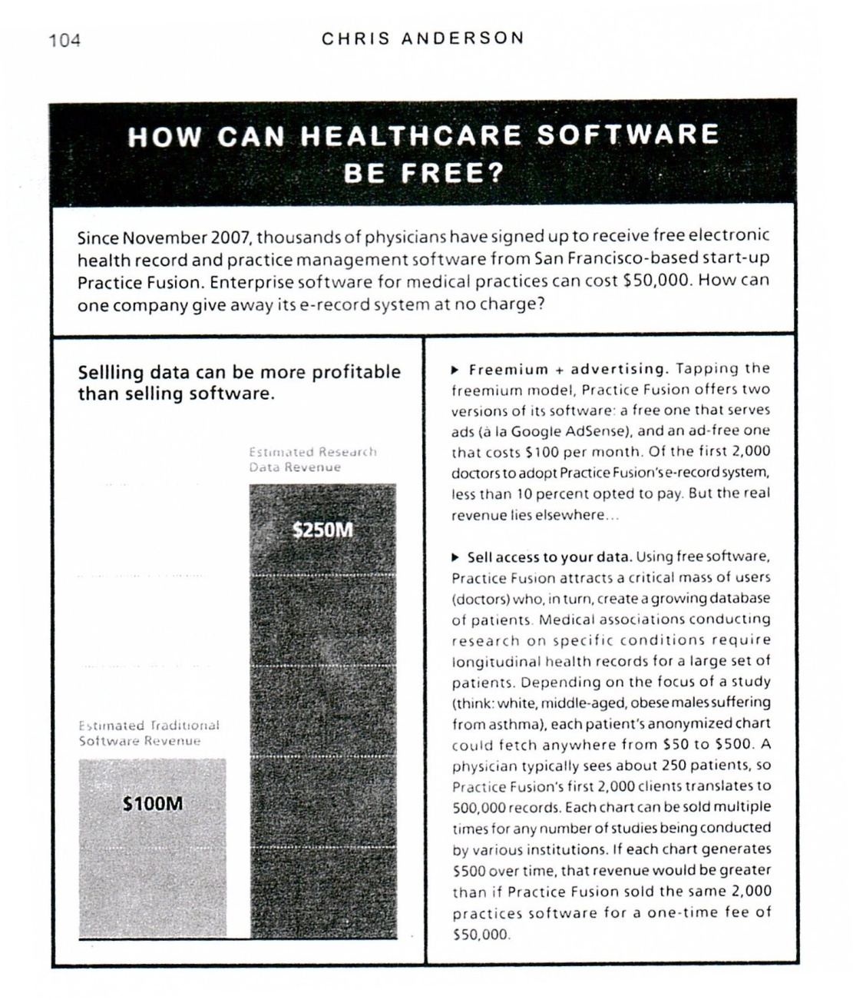 104
CHRIS ANDERSON
HOW CAN HEALTHCARE SOFTWARE
BE FREE?
Since November 2007, thousands of physicians have signed up to receive free electronic
health record and practice management software from San Francisco-based start-up
Practice Fusion. Enterprise software for medical practices can cost $50,000. How can
one company give away its e-record system at no charge?
Sellling data can be more profitable
than selling software.
Estimated Research
Data Revenue
$250M
Estimated Traditional
Software Revenue
$100M
► Freemium + advertising. Tapping the
freemium model, Practice Fusion offers two
versions of its software: a free one that serves
ads (à la Google AdSense), and an ad-free one
that costs $100 per month. Of the first 2,000
doctors to adopt Practice Fusion's e-record system,
less than 10 percent opted to pay. But the real
revenue lies elsewhere...
► Sell access to your data. Using free software,
Practice Fusion attracts a critical mass of users
(doctors) who, in turn, create a growing database
of patients. Medical associations conducting
research on specific conditions require
longitudinal health records for a large set of
patients. Depending on the focus of a study
(think: white, middle-aged, obese males suffering
from asthma), each patient's anonymized chart
could fetch anywhere from $50 to $500. A
physician typically sees about 250 patients, so
Practice Fusion's first 2,000 clients translates to
500,000 records. Each chart can be sold multiple
times for any number of studies being conducted
by various institutions. If each chart generates
$500 over time, that revenue would be greater
than if Practice Fusion sold the same 2,000
practices software for a one-time fee of
$50,000.